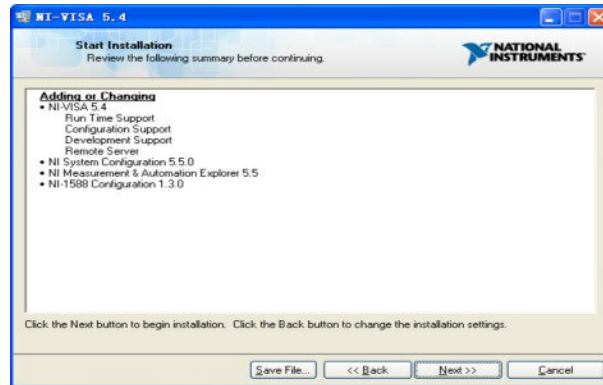 NI-VISA 5.4
Start Installation
Review the following summary before continuing.
NATIONAL
INSTRUMENTS
Adding or Changing
• NI-VISA 5.4
Run Time Support
Configuration Support
Development Support
Remote Server
• NI System Configuration 5.5.0
• NI Measurement & Automation Explorer 5.5
• NI-1588 Configuration 1.3.0
Click the Next button to begin installation. Click the Back button to change the installation settings.
Save File... << Back Next >> Cancel